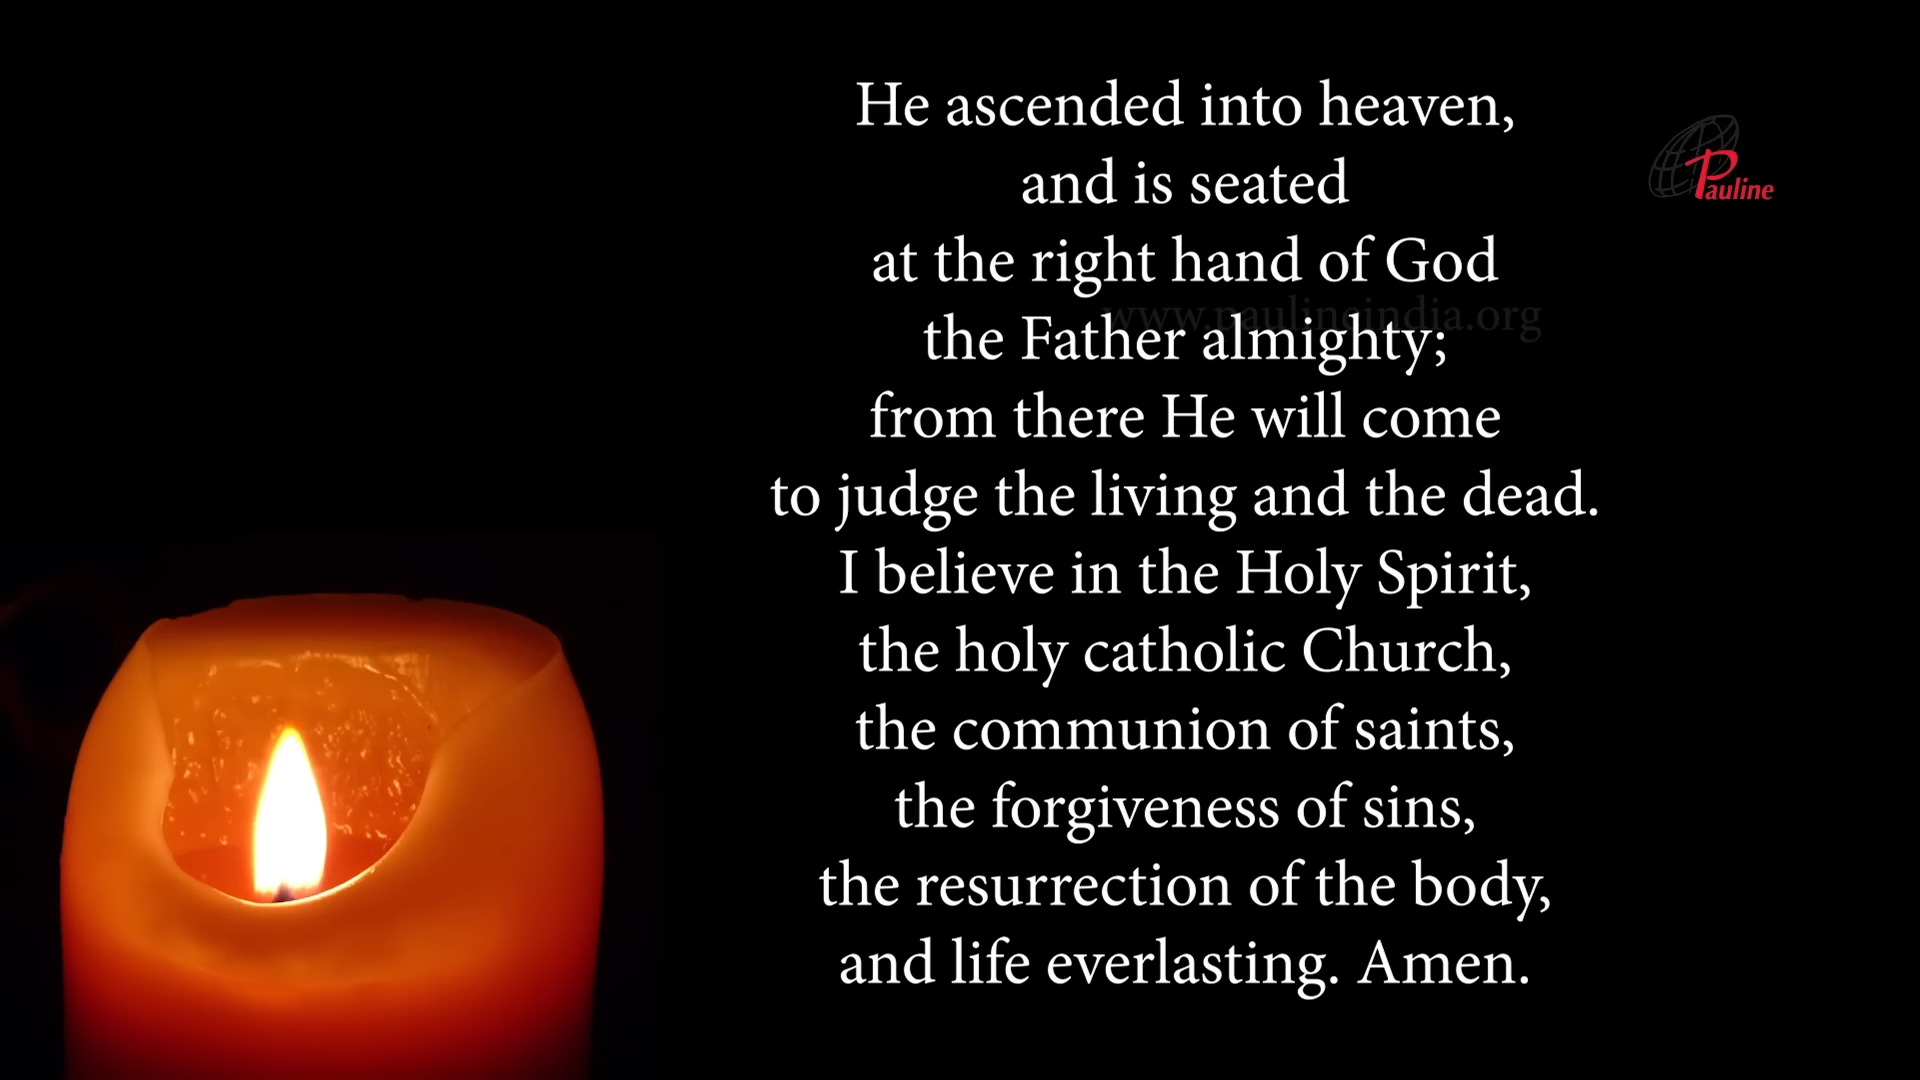 He ascended into heaven,
and is seated
at the right hand of God
the Father almighty;
from there He will come
to judge the living and the dead.
I believe in the Holy Spirit,
the holy catholic Church,
the communion of saints,
the forgiveness of sins,
the resurrection of the body,
and life everlasting. Amen.
Pauline
www.paulineindia.org